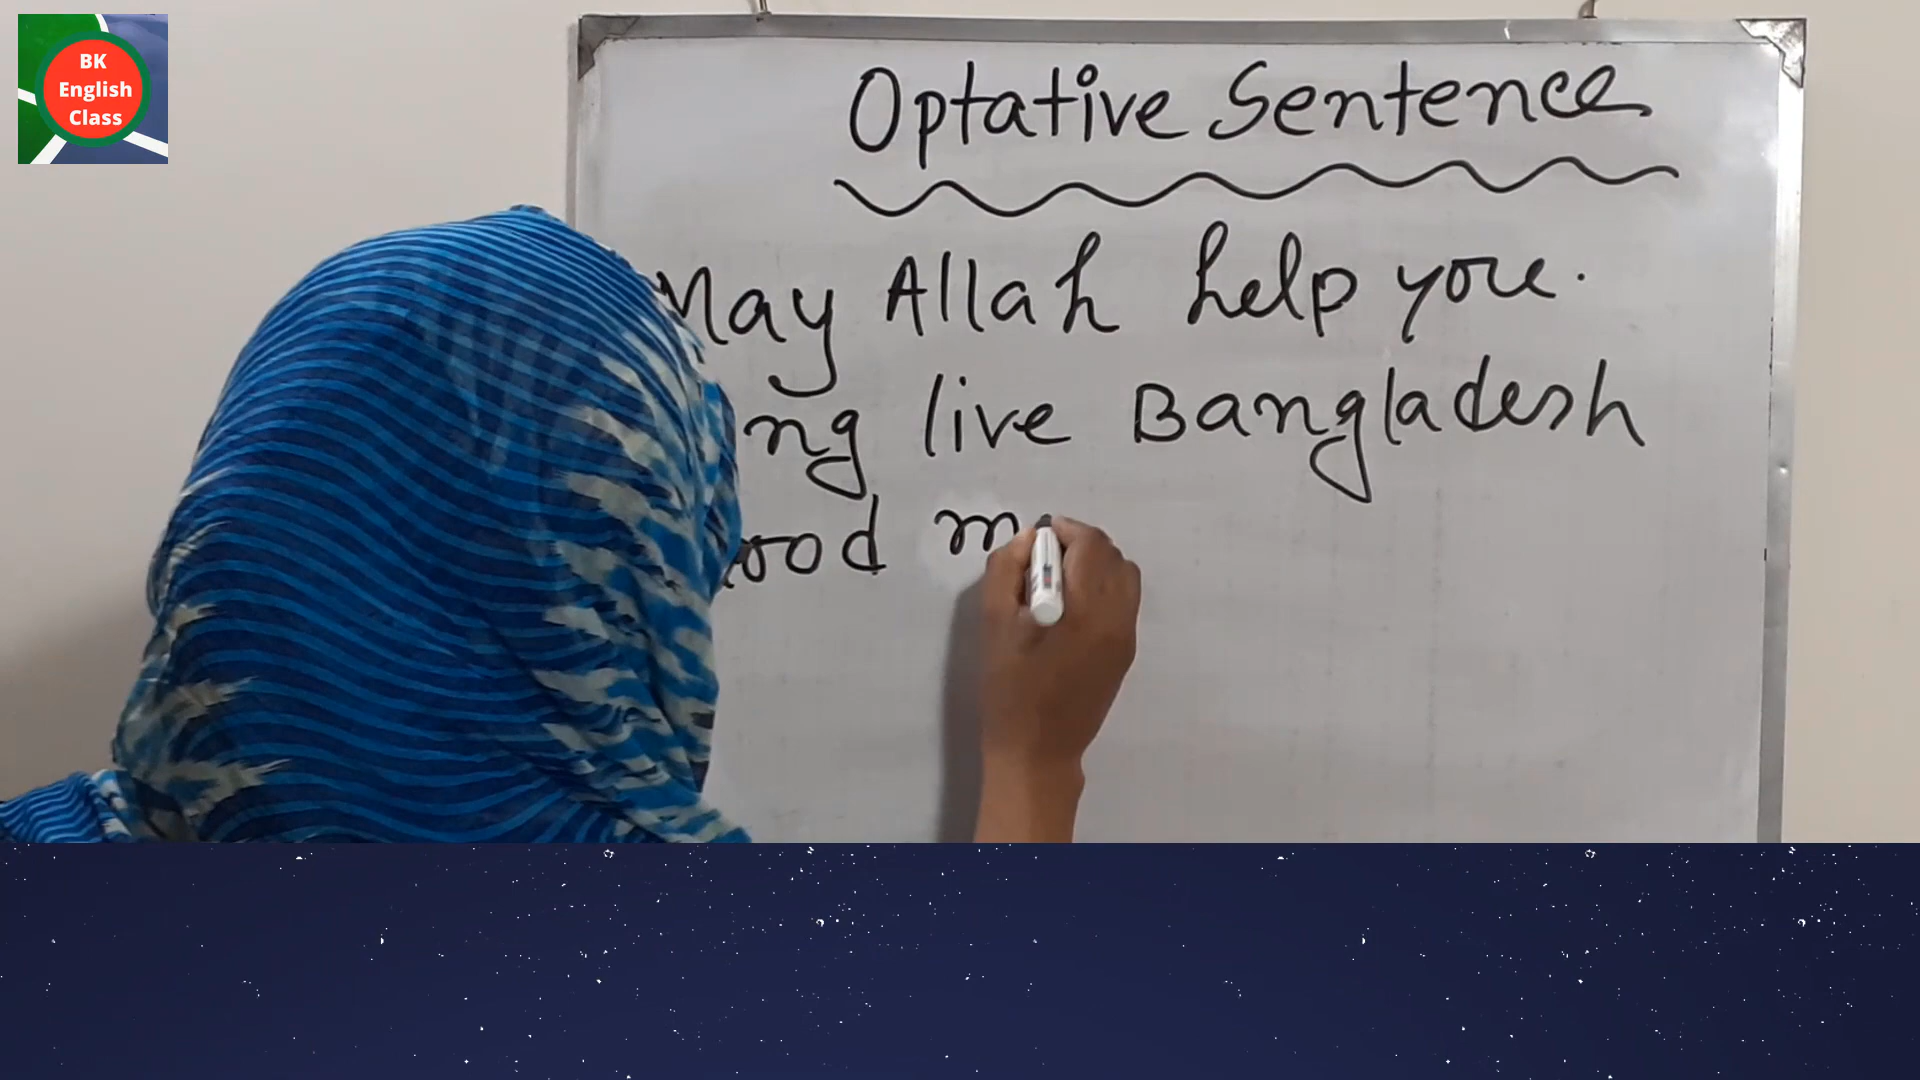 BK
English
Class
Optative Sentence
May Allah help you.
ng live Bangladesh
ood m